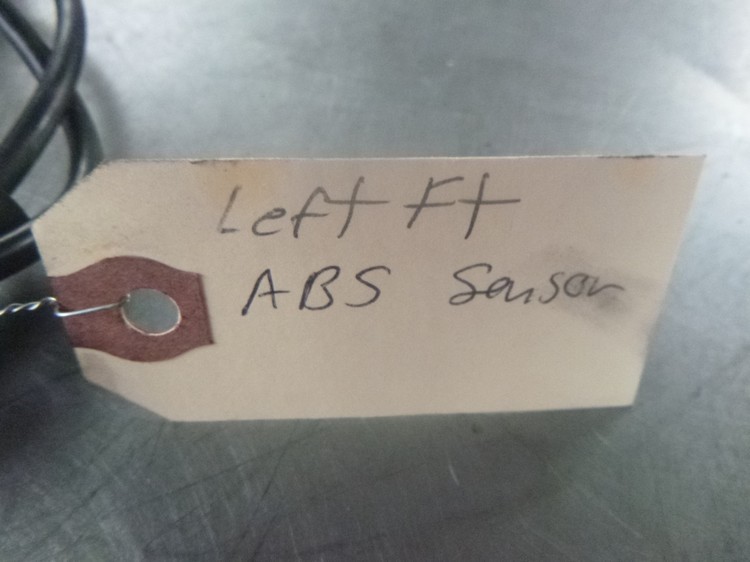 Left Ft
ABS Sensor